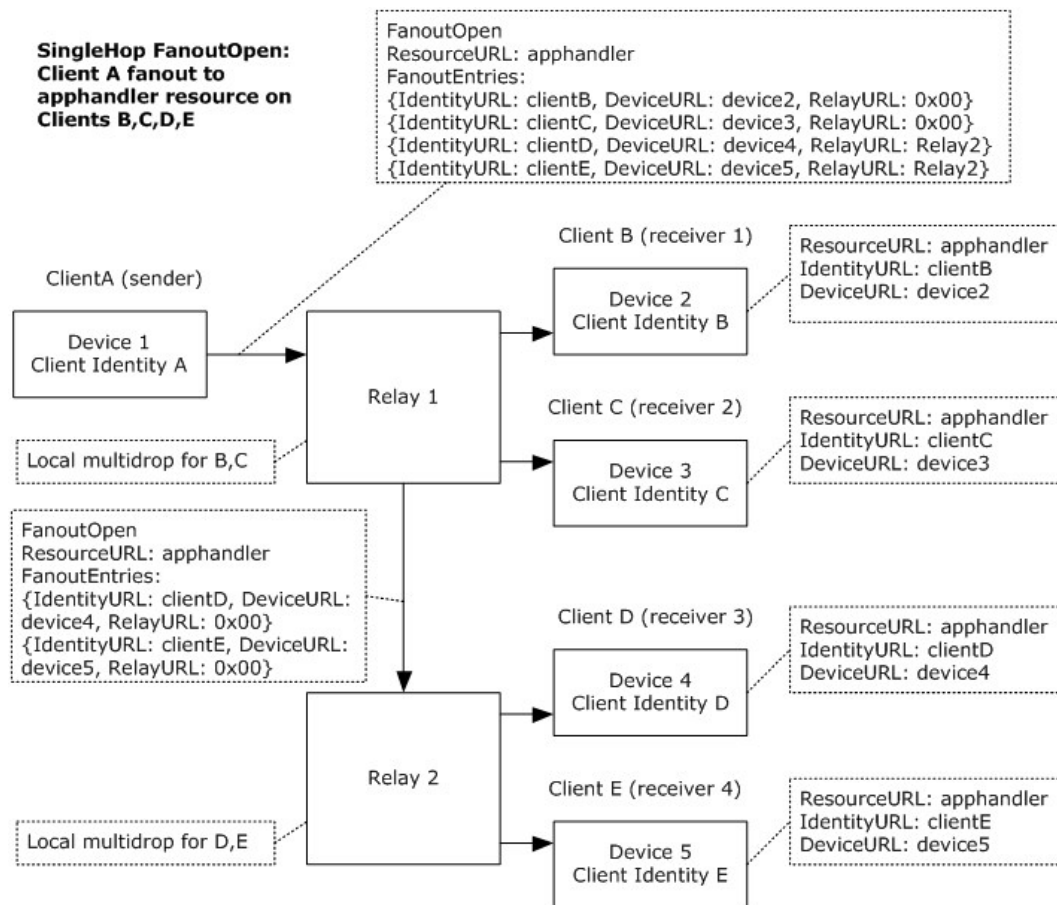 SingleHop FanoutOpen:
Client A fanout to
apphandler resource on
Clients B,C,D,E
FanoutOpen
ResourceURL: apphandler
FanoutEntries:
{IdentityURL: clientB, DeviceURL: device2, RelayURL: 0x00}
{IdentityURL: clientC, DeviceURL: device3, RelayURL: 0x00}
{IdentityURL: clientD, DeviceURL: device4, RelayURL: Relay2}
{IdentityURL: clientE, DeviceURL: device5, RelayURL: Relay2}
ClientA (sender)
Device 1
Client Identity A
Relay 1
Client B (receiver 1)
Device 2
Client Identity B
ResourceURL: apphandler
IdentityURL: clientB
DeviceURL: device2
Local multidrop for B,C
Client C (receiver 2)
Device 3
Client Identity C
ResourceURL: apphandler
IdentityURL: clientC
DeviceURL: device3
FanoutOpen
ResourceURL: apphandler
FanoutEntries:
{IdentityURL: clientD, DeviceURL:
device4, RelayURL: 0x00}
{IdentityURL: clientE, DeviceURL:
device5, RelayURL: 0x00}
Client D (receiver 3)
Device 4
Client Identity D
ResourceURL: apphandler
IdentityURL: clientD
DeviceURL: device4
Relay 2
Local multidrop for D,E
Client E (receiver 4)
Device 5
Client Identity E
ResourceURL: apphandler
IdentityURL: clientE
DeviceURL: device5